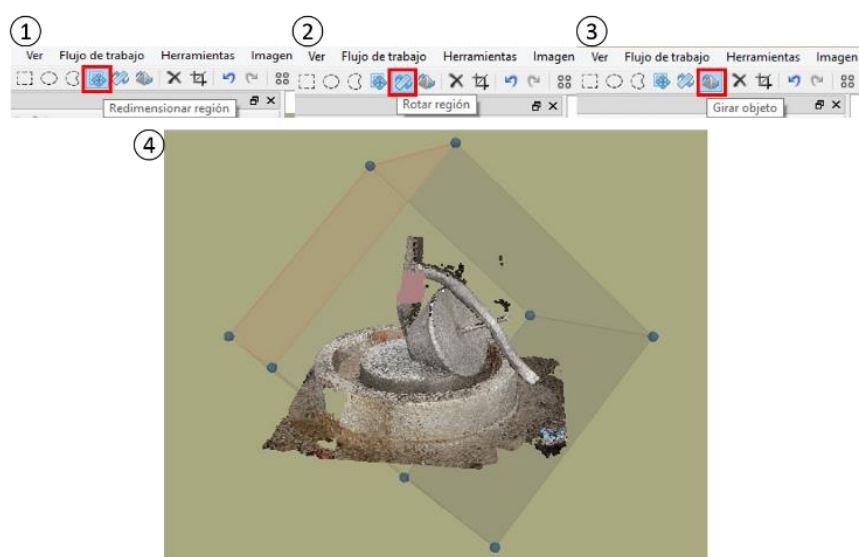 ①
Ver Flujo de trabajo Herramientas Imagen
Redimensionar región
②
Ver Flujo de trabajo Herramientas Imagen
Rotar región
③
Ver Flujo de trabajo Herramientas Imagen
Girar objeto
④